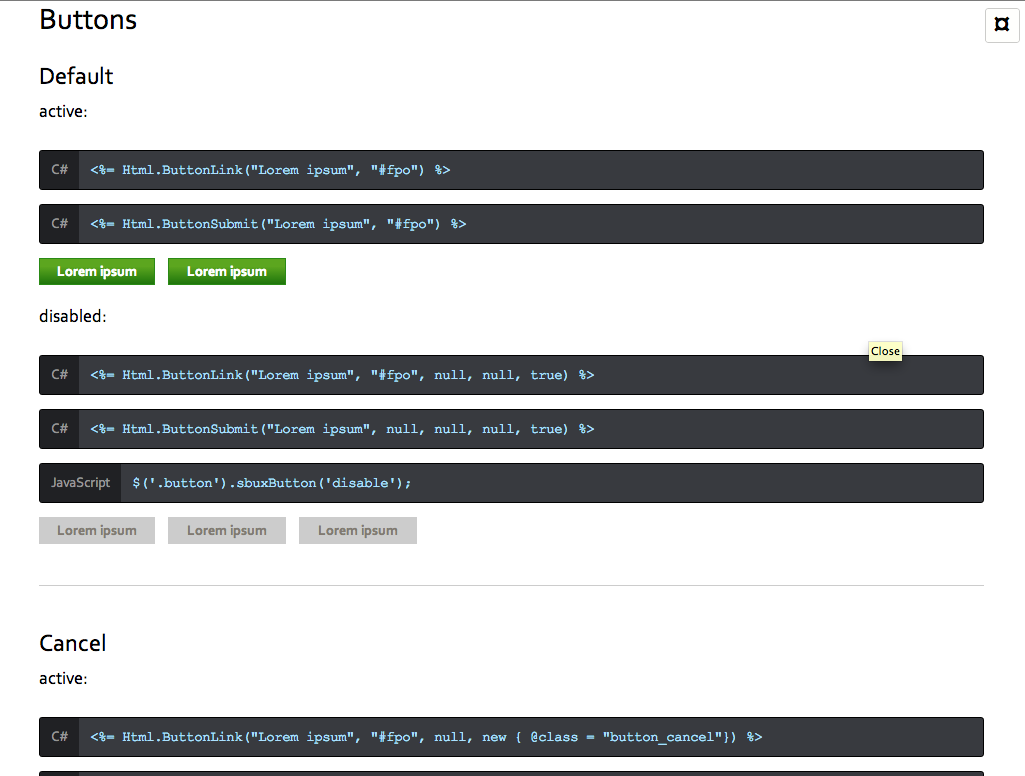 Buttons
Default
active:
C# <%= Html.ButtonLink("Lorem ipsum", "#fpo") %>
C# <%= Html.ButtonSubmit("Lorem ipsum", "#fpo") %>
Lorem ipsum Lorem ipsum
disabled:
Close
C# <%= Html.ButtonLink("Lorem ipsum", "#fpo", null, null, true) %>
C# <%= Html.ButtonSubmit("Lorem ipsum", null, null, null, true) %>
JavaScript $('.button').sbuxButton('disable');
Lorem ipsum Lorem ipsum Lorem ipsum
Cancel
active:
C# <%= Html.ButtonLink("Lorem ipsum", "#fpo", null, new { @class = "button_cancel"}) %>